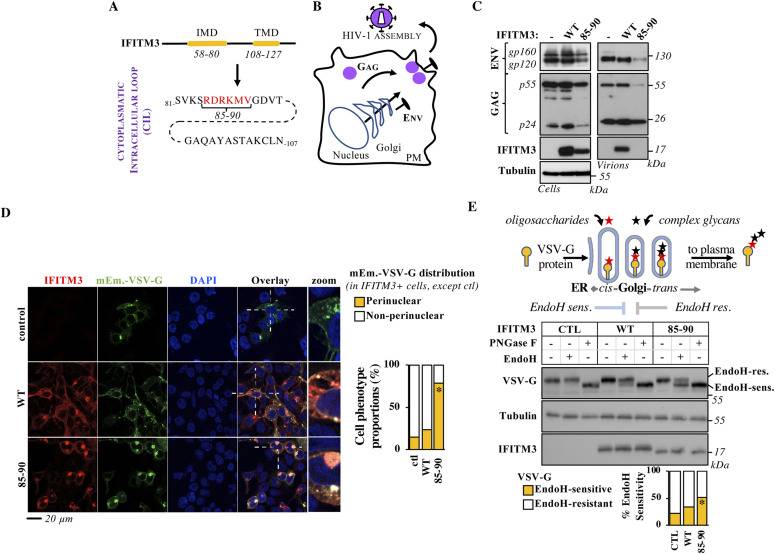 A
IMD
TMD
IFITM3
58-80
108-127
CYTOPLASMATIC
INTRACELLULAR LOOP
(CIL)
81-SVKSRDRKMVGDVT
85-90
GAQAYASTAKCLN-107
B
HIV-1 ASSEMBLY
GAG
ENV
Nucleus
Golgi
PM
C
IFITM3: - WT 85-90 - WT 85-90
ENV
gp160
gp120
130
GAG
p55
55
p24
26
IFITM3
17
Virions
kDa
Tubulin
55
Cells
kDa
D
IFITM3
mEm.-VSV-G
DAPI
Overlay
zoom
control
WT
85-90
20 µm
mEm.-VSV-G distribution
(in IFITM3+ cells, except ctl)
Perinuclear
Non-perinuclear
Cell phenotype
proportions (%)
100
75
50
25
0
*
ctl
WT
85-90
E
oligosaccharides
complex glycans
VSV-G
protein
to plasma
membrane
ER
cis-Golgi-trans
EndoH sens.
EndoH res.
IFITM3 CTL WT 85-90
PNGase F - - + - - + - - +
EndoH - + - + - +
VSV-G
EndoH-res.
EndoH-sens.
55
Tubulin
55
IFITM3
17
kDa
VSV-G
EndoH-sensitive
EndoH-resistant
% EndoH
Sensitivity
100
75
50
25
0
*
CTL
WT
85-90